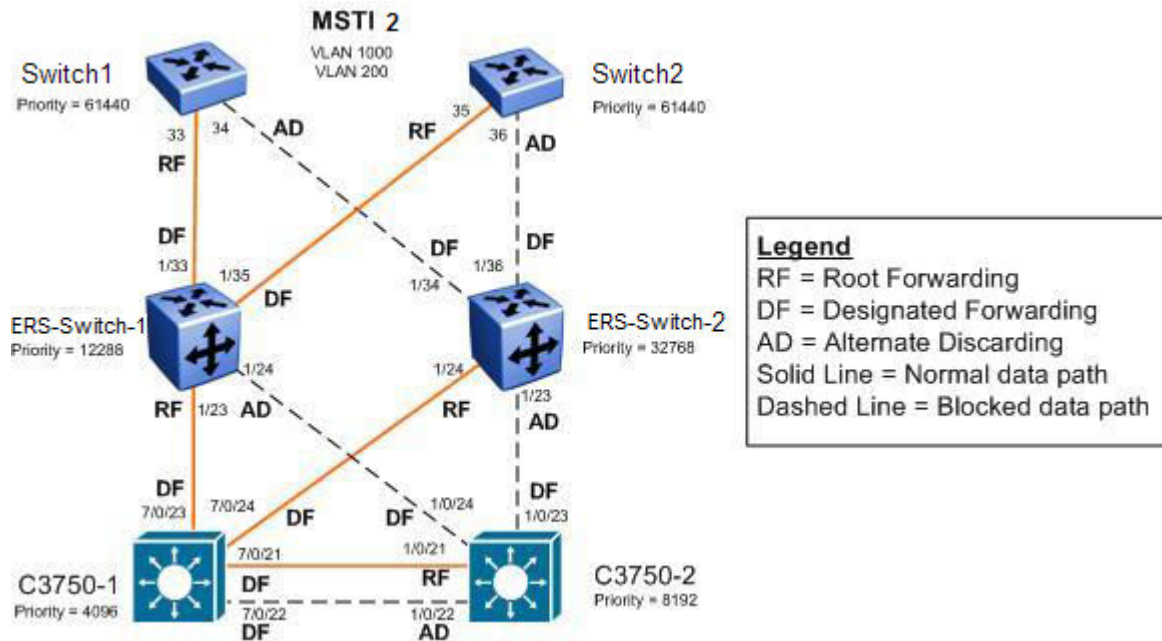 MSTI 2
VLAN 1000
VLAN 200
Switch1
Priority = 61440
Switch2
Priority = 61440
33
34
AD
RF
35
RF
36
AD
DF
1/33
1/35
DF
DF
1/34
1/36
DF
ERS-Switch-1
Priority = 12288
ERS-Switch-2
Priority = 32768
1/24
RF
1/23
AD
1/24
RF
1/23
AD
DF
7/0/23
7/0/24
DF
1/0/24
DF
DF
1/0/23
7/0/21
DF
1/0/21
RF
7/0/22
DF
1/0/22
AD
C3750-1
Priority = 4096
C3750-2
Priority = 8192
Legend
RF = Root Forwarding
DF = Designated Forwarding
AD = Alternate Discarding
Solid Line = Normal data path
Dashed Line = Blocked data path